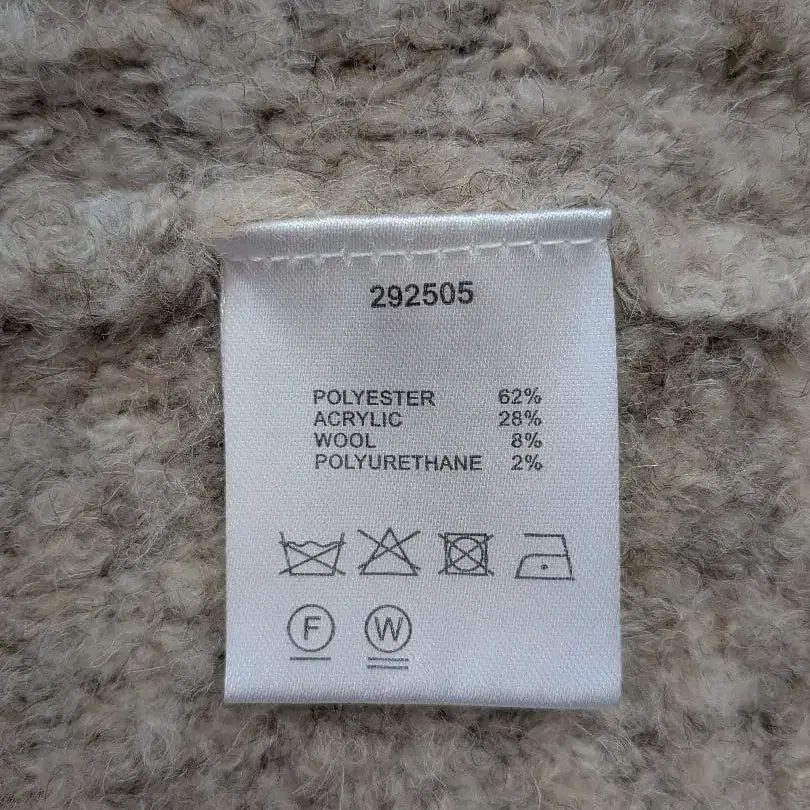 292505
POLYESTER 62%
ACRYLIC 28%
WOOL 8%
POLYURETHANE 2%
F W